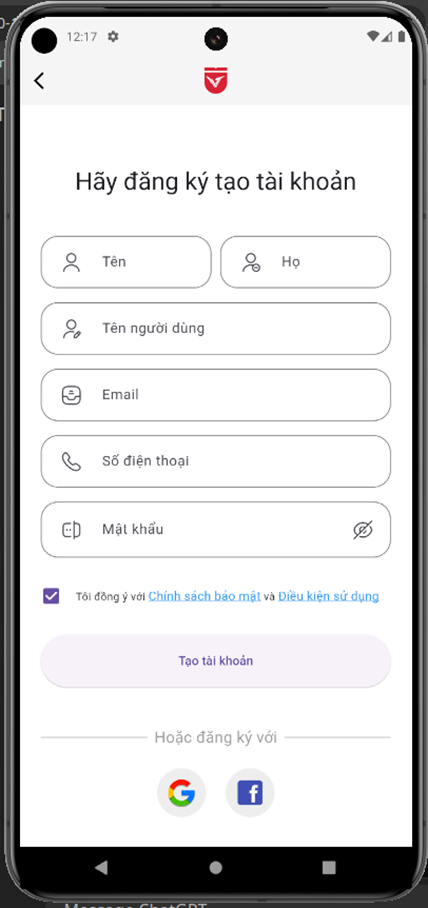 12:17
Hãy đăng ký tạo tài khoản
Tên
Họ
Tên người dùng
Email
Số điện thoại
Mật khẩu
Tôi đồng ý với Chính sách bảo mật và Điều kiện sử dụng
Tạo tài khoản
Hoặc đăng ký với
Message ChatGPT